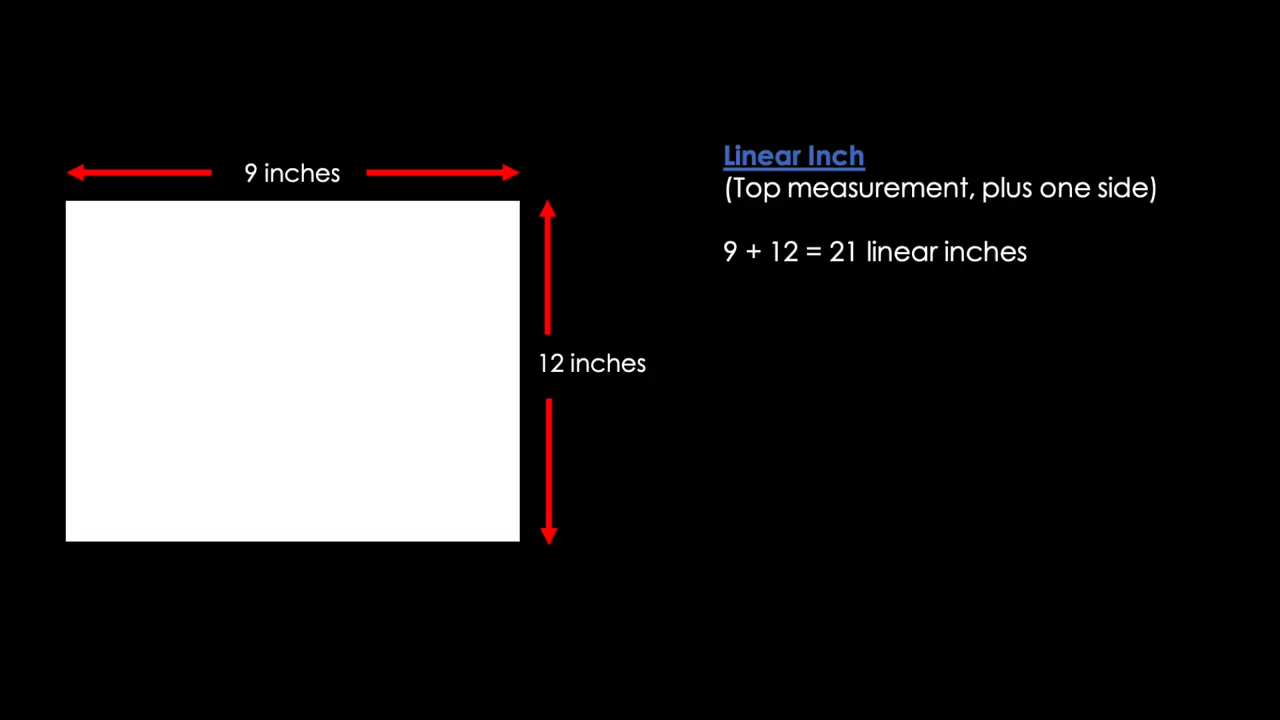 Linear Inch
9 inches
(Top measurement, plus one side)
9 + 12 = 21 linear inches
12 inches